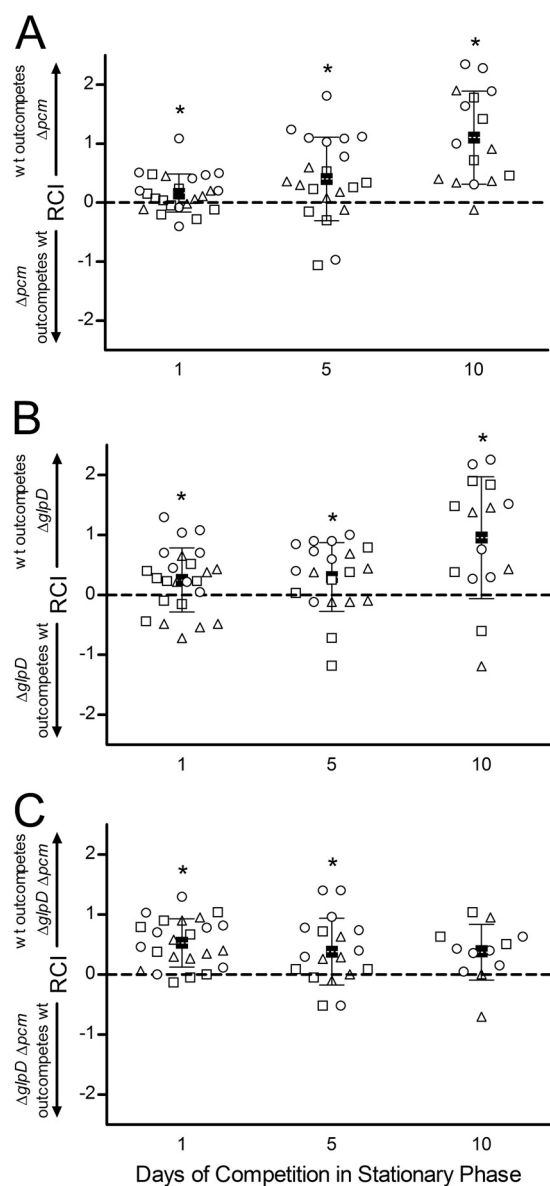 A
wt outcompetes
Δpcm
RCI
Δpcm
outcompetes wt
2
1
0
-1
-2
*
*
*
1
5
10
B
wt outcompetes
ΔglpD
RCI
ΔglpD
outcompetes wt
2
1
0
-1
-2
*
*
*
1
5
10
C
wt outcompetes
ΔglpD Δpcm
RCI
ΔglpD Δpcm
outcompetes wt
2
1
0
-1
-2
*
*
1
5
10
Days of Competition in Stationary Phase